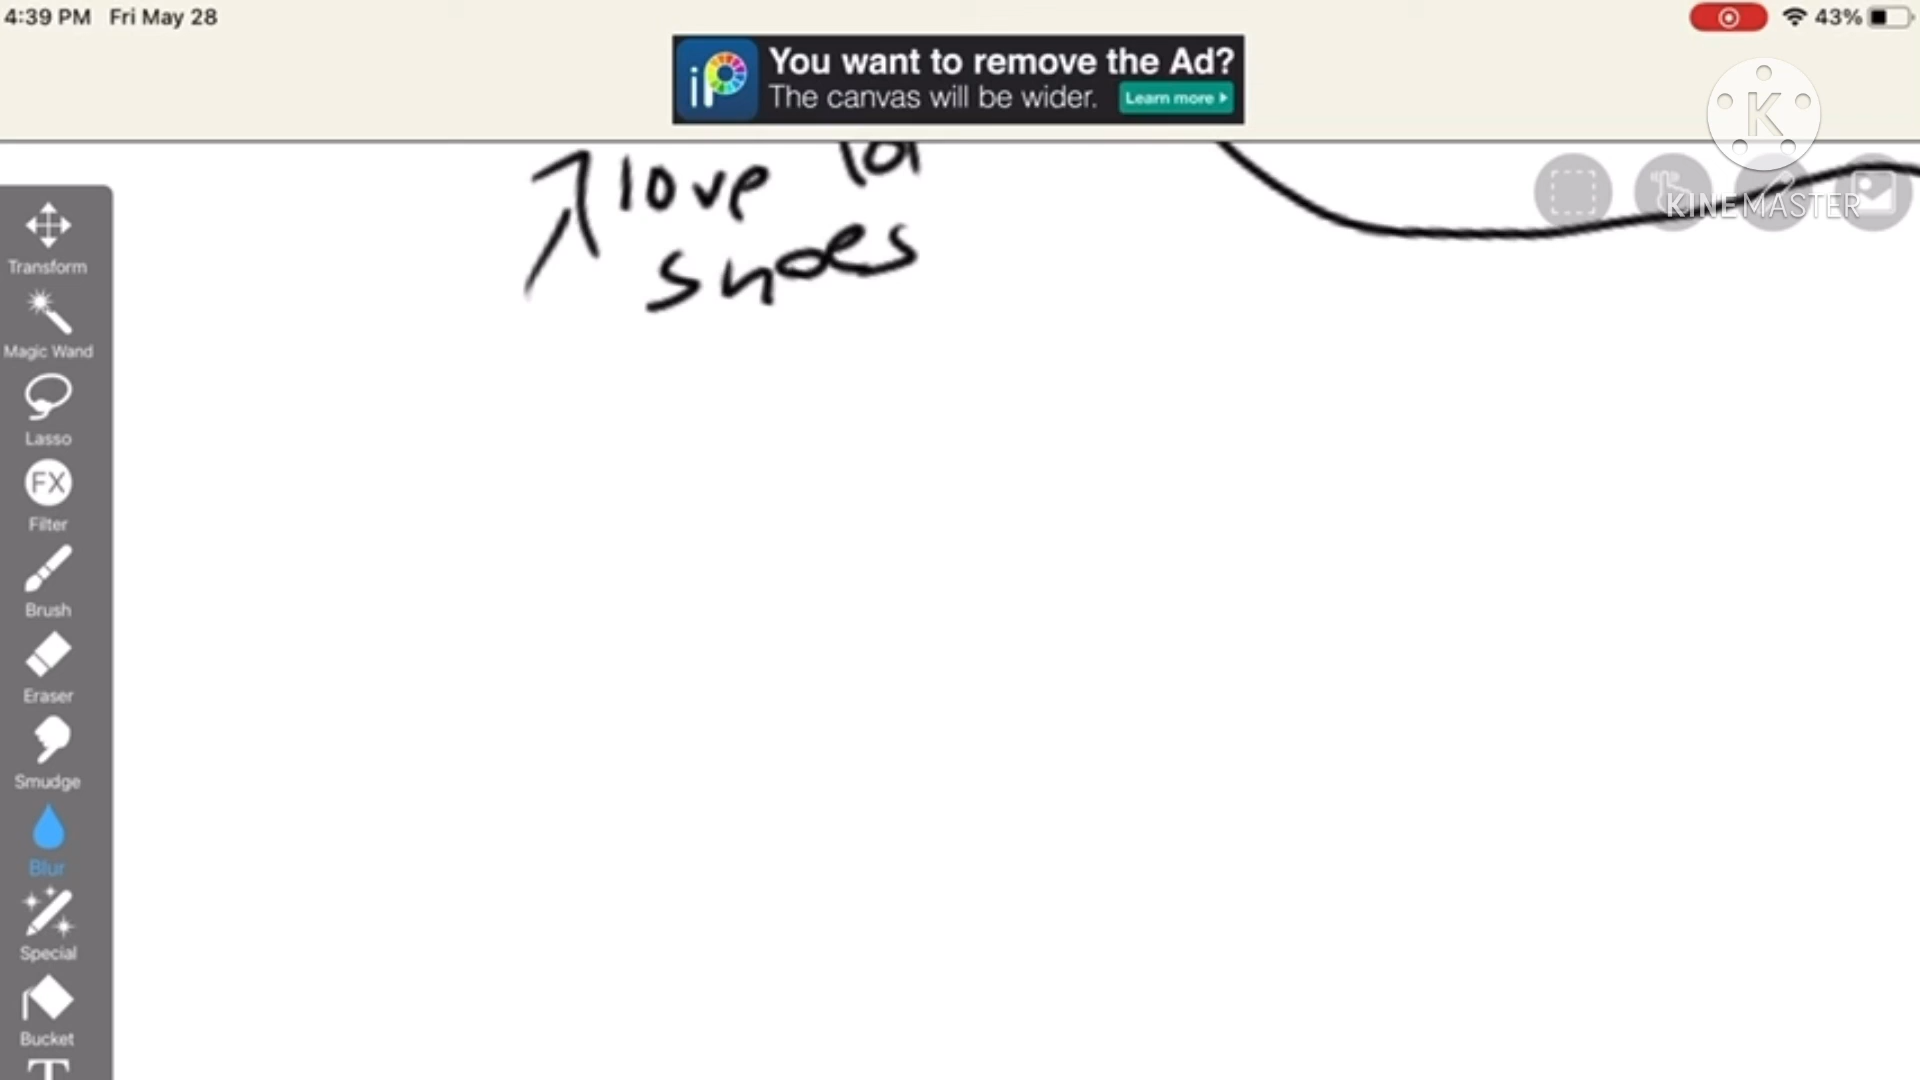 4:39 PM Fri May 28
43%
iP
You want to remove the Ad?
The canvas will be wider. Learn more
K
KINEMASTER
love
shoes
Transform
Magic Wand
Lasso
FX
Filter
Brush
Eraser
Smudge
Blur
Special
Bucket
T